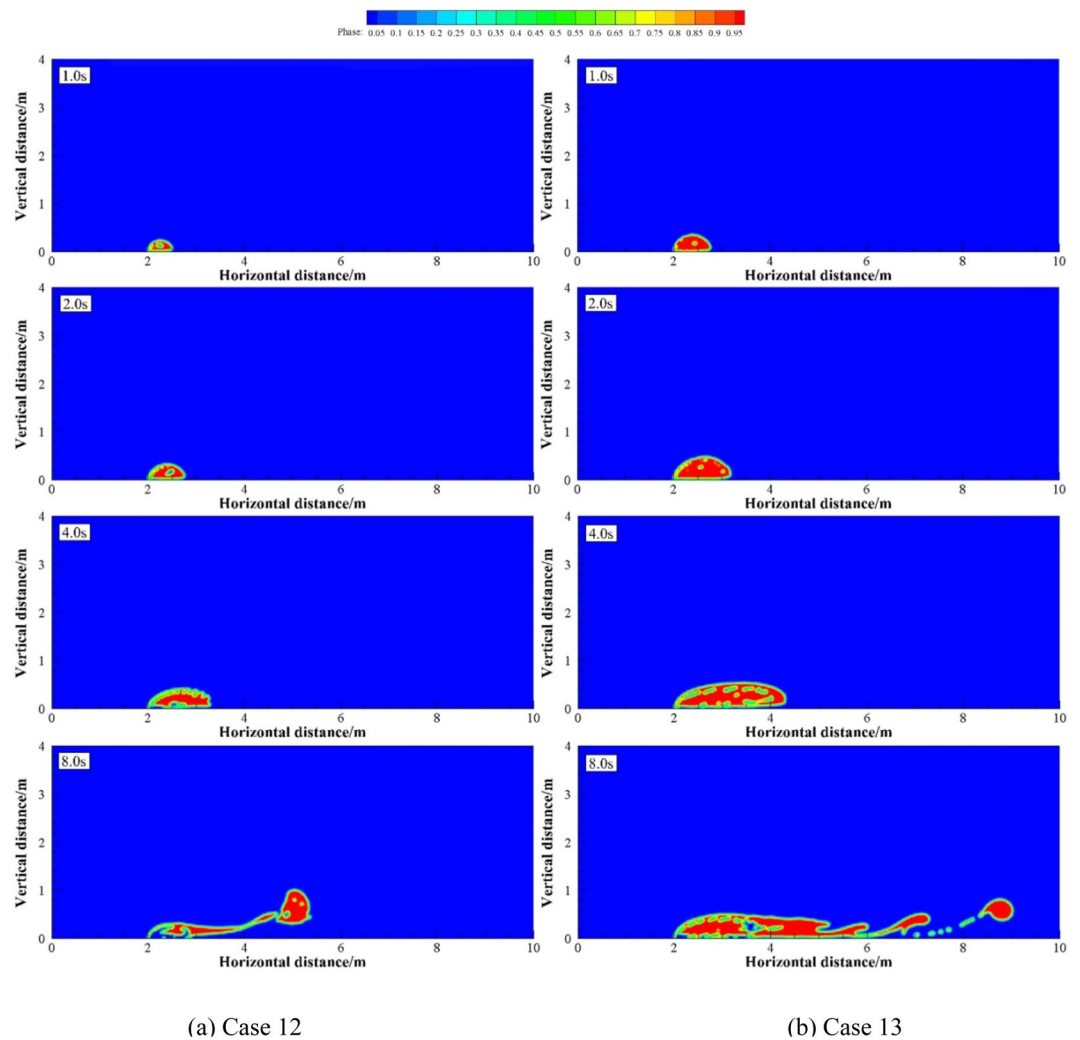 Phase: 0.05 0.1 0.15 0.2 0.25 0.3 0.35 0.4 0.45 0.5 0.55 0.6 0.65 0.7 0.75 0.8 0.85 0.9 0.95
1.0s
Vertical distance/m
4
3
2
1
0
0 2 4 6 8 10
Horizontal distance/m
1.0s
Vertical distance/m
4
3
2
1
0
0 2 4 6 8 10
Horizontal distance/m
2.0s
Vertical distance/m
4
3
2
1
0
0 2 4 6 8 10
Horizontal distance/m
2.0s
Vertical distance/m
4
3
2
1
0
0 2 4 6 8 10
Horizontal distance/m
4.0s
Vertical distance/m
4
3
2
1
0
0 2 4 6 8 10
Horizontal distance/m
4.0s
Vertical distance/m
4
3
2
1
0
0 2 4 6 8 10
Horizontal distance/m
8.0s
Vertical distance/m
4
3
2
1
0
0 2 4 6 8 10
Horizontal distance/m
8.0s
Vertical distance/m
4
3
2
1
0
0 2 4 6 8 10
Horizontal distance/m
(a) Case 12
(b) Case 13